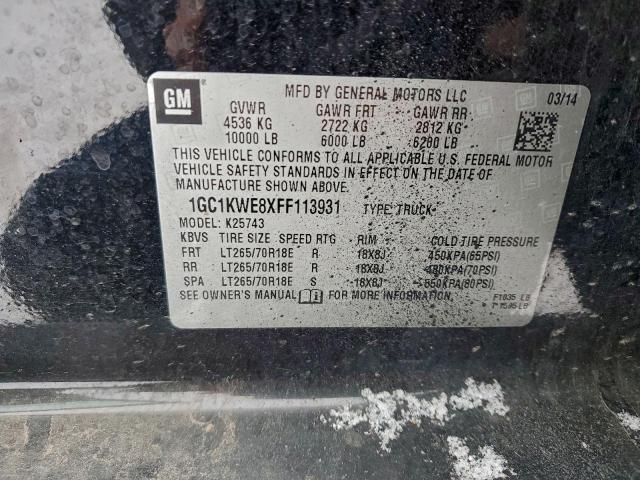 GM
MFD BY GENERAL MOTORS LLC 03/14
GVWR GAWR FRT GAWR RR
4536 KG 2722 KG 2812 KG
10000 LB 6000 LB 6200 LB
THIS VEHICLE CONFORMS TO ALL APPLICABLE U.S. FEDERAL MOTOR
VEHICLE SAFETY STANDARDS IN EFFECT ON THE DATE OF
MANUFACTURE SHOWN ABOVE.
1GC1KWE8XFF113931 TYPE: TRUCK
MODEL: K25743
KBVS TIRE SIZE SPEED RTG RIM COLD TIRE PRESSURE
FRT LT265/70R18E R 18X8J 450KPA(65PSI)
RR LT265/70R18E R 18X8J 480KPA(70PSI)
SPA LT265/70R18E S 18X8J 550KPA(80PSI)
SEE OWNER'S MANUAL FOR MORE INFORMATION.